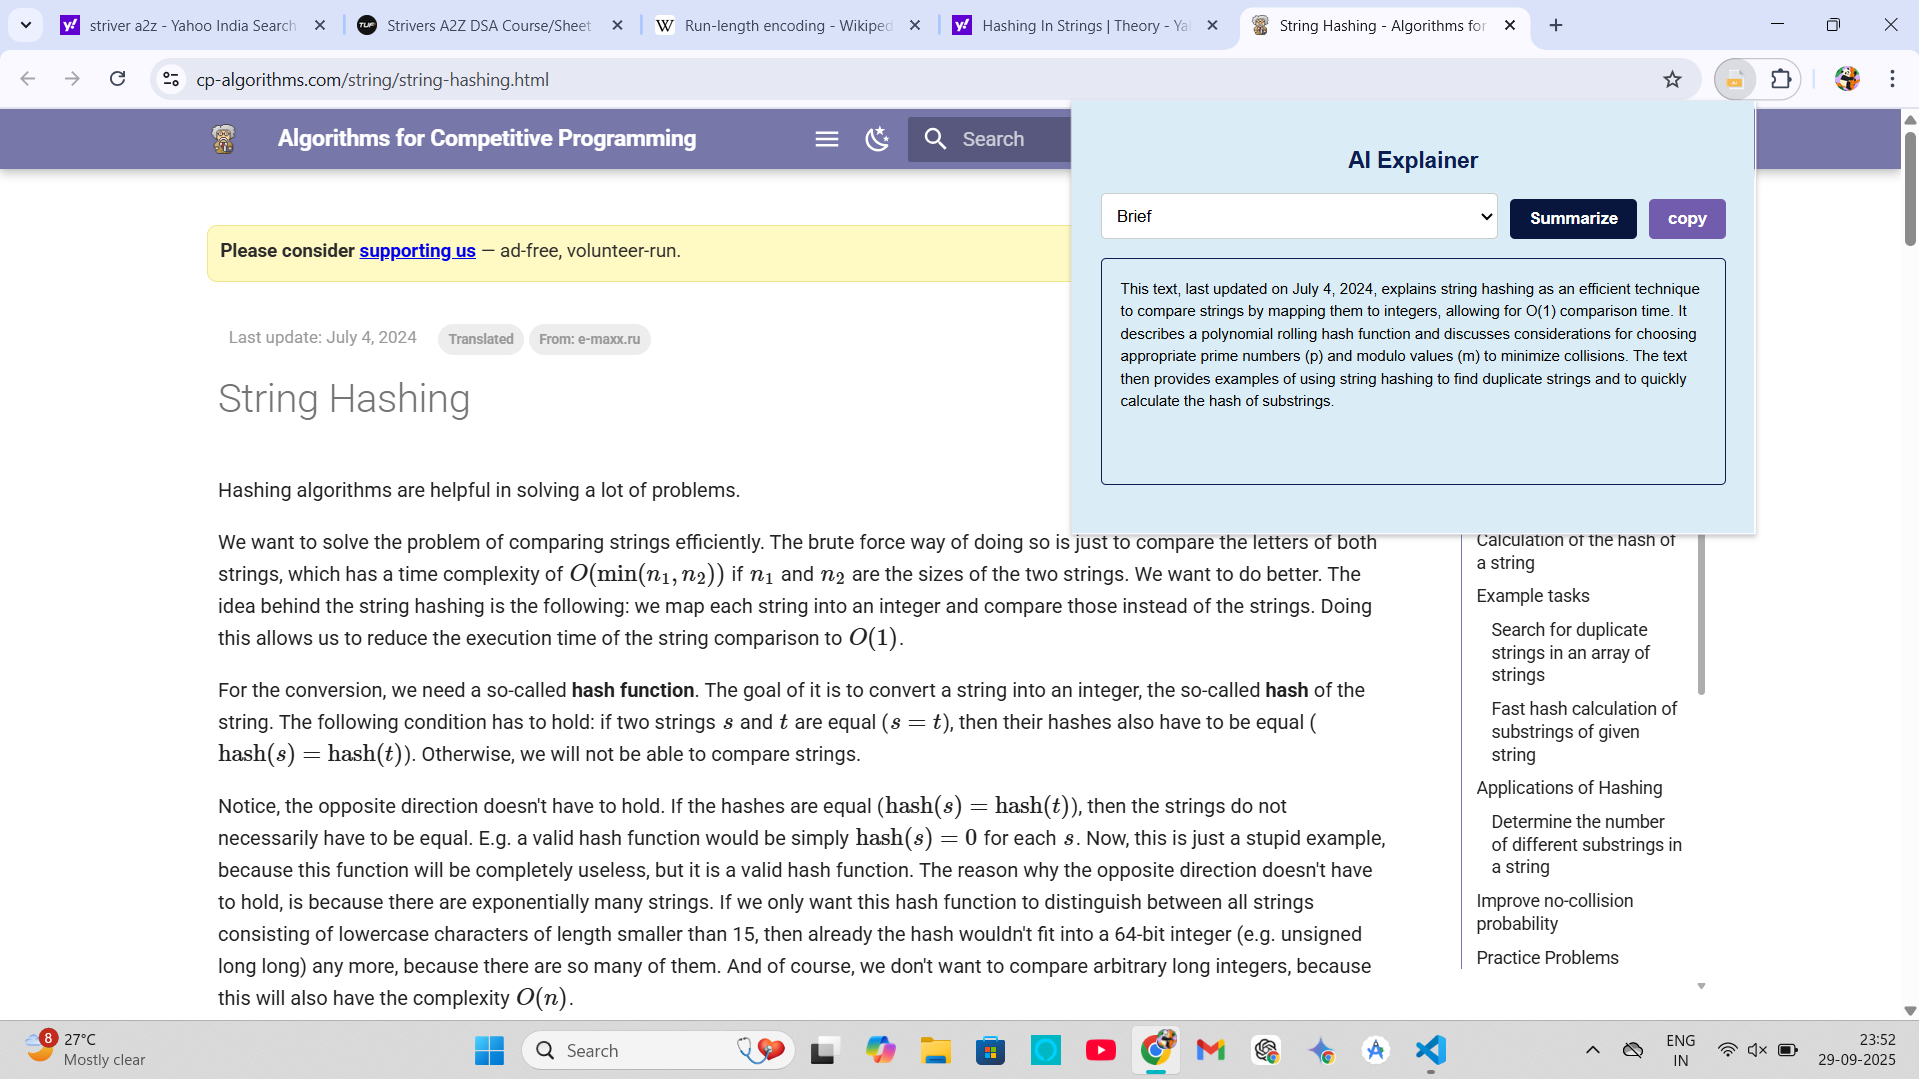 striver a2z - Yahoo India Search
Strivers A2Z DSA Course/Sheet
Run-length encoding - Wikiped
Hashing In Strings | Theory - Ya
String Hashing - Algorithms for
cp-algorithms.com/string/string-hashing.html
Algorithms for Competitive Programming
Search
AI Explainer
Brief
Summarize
copy
This text, last updated on July 4, 2024, explains string hashing as an efficient technique
to compare strings by mapping them to integers, allowing for O(1) comparison time. It
describes a polynomial rolling hash function and discusses considerations for choosing
appropriate prime numbers (p) and modulo values (m) to minimize collisions. The text
then provides examples of using string hashing to find duplicate strings and to quickly
calculate the hash of substrings.
Please consider supporting us — ad-free, volunteer-run.
Last update: July 4, 2024
Translated
From: e-maxx.ru
String Hashing
Hashing algorithms are helpful in solving a lot of problems.
We want to solve the problem of comparing strings efficiently. The brute force way of doing so is just to compare the letters of both
strings, which has a time complexity of O(min(n₁, n₂)) if n₁ and n₂ are the sizes of the two strings. We want to do better. The
idea behind the string hashing is the following: we map each string into an integer and compare those instead of the strings. Doing
this allows us to reduce the execution time of the string comparison to O(1).
For the conversion, we need a so-called hash function. The goal of it is to convert a string into an integer, the so-called hash of the
string. The following condition has to hold: if two strings s and t are equal (s = t), then their hashes also have to be equal (
hash(s) = hash(t)). Otherwise, we will not be able to compare strings.
Notice, the opposite direction doesn't have to hold. If the hashes are equal (hash(s) = hash(t)), then the strings do not
necessarily have to be equal. E.g. a valid hash function would be simply hash(s) = 0 for each s. Now, this is just a stupid example,
because this function will be completely useless, but it is a valid hash function. The reason why the opposite direction doesn't have
to hold, is because there are exponentially many strings. If we only want this hash function to distinguish between all strings
consisting of lowercase characters of length smaller than 15, then already the hash wouldn't fit into a 64-bit integer (e.g. unsigned
long long) any more, because there are so many of them. And of course, we don't want to compare arbitrary long integers, because
this will also have the complexity O(n).
Calculation of the hash of
a string
Example tasks
Search for duplicate
strings in an array of
strings
Fast hash calculation of
substrings of given
string
Applications of Hashing
Determine the number
of different substrings in
a string
Improve no-collision
probability
Practice Problems
8
27°C
Mostly clear
Search
ENG
IN
23:52
29-09-2025